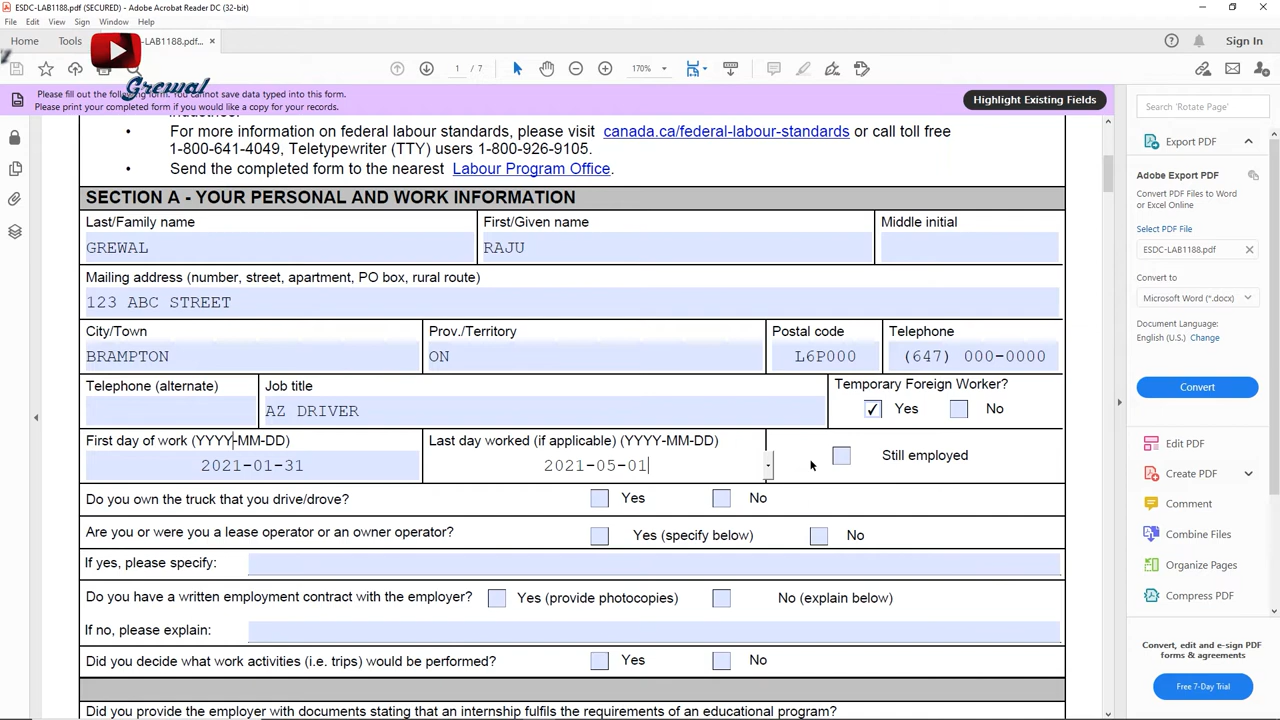 ESDC-LAB1188.pdf (SECURED) - Adobe Acrobat Reader DC (32-bit)
File Edit View Sign Window Help
Home Tools -LAB1188.pdf... × Sign In
1 / 7 170%
Grewal
Please fill out the following form. You cannot save data typed into this form.
Please print your completed form if you would like a copy for your records.
Highlight Existing Fields
• For more information on federal labour standards, please visit canada.ca/federal-labour-standards or call toll free
1-800-641-4049, Teletypewriter (TTY) users 1-800-926-9105.
• Send the completed form to the nearest Labour Program Office.
SECTION A - YOUR PERSONAL AND WORK INFORMATION
Last/Family name First/Given name Middle initial
GREWAL RAJU
Mailing address (number, street, apartment, PO box, rural route)
123 ABC STREET
City/Town Prov./Territory Postal code Telephone
BRAMPTON ON L6P000 (647) 000-0000
Telephone (alternate) Job title Temporary Foreign Worker?
AZ DRIVER ✓ Yes No
First day of work (YYYY-MM-DD) Last day worked (if applicable) (YYYY-MM-DD)
2021-01-31 2021-05-01 Still employed
Do you own the truck that you drive/drove? Yes No
Are you or were you a lease operator or an owner operator? Yes (specify below) No
If yes, please specify:
Do you have a written employment contract with the employer? Yes (provide photocopies) No (explain below)
If no, please explain:
Did you decide what work activities (i.e. trips) would be performed? Yes No
Did you provide the employer with documents stating that an internship fulfils the requirements of an educational program?
Search 'Rotate Page'
Export PDF
Adobe Export PDF
Convert PDF Files to Word
or Excel Online
Select PDF File
ESDC-LAB1188.pdf ×
Convert to
Microsoft Word (*.docx)
Document Language:
English (U.S.) Change
Convert
Edit PDF
Create PDF
Comment
Combine Files
Organize Pages
Compress PDF
Convert, edit and e-sign PDF
forms & agreements
Free 7-Day Trial